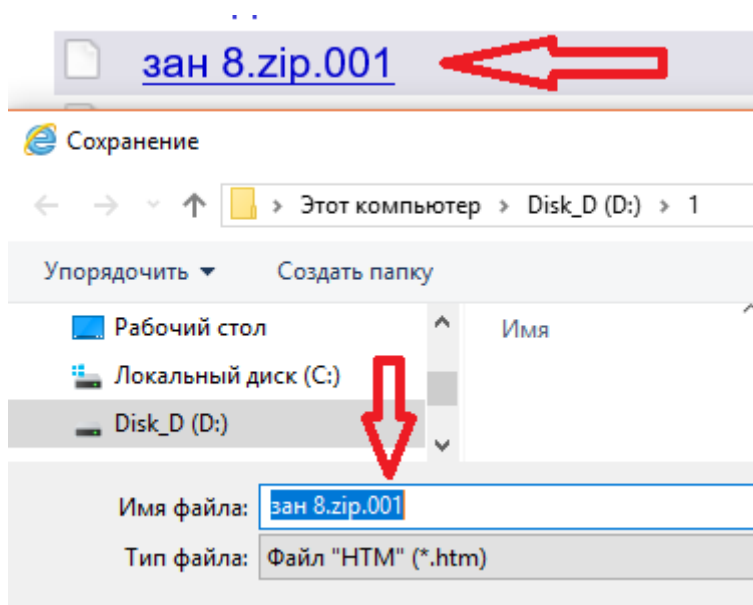 зан 8.zip.001
Сохранение
Этот компьютер > Disk_D (D:) > 1
Упорядочить Создать папку
Рабочий стол
Имя
Локальный диск (C:)
Disk_D (D:)
Имя файла: зан 8.zip.001
Тип файла: Файл "HTM" (*.htm)